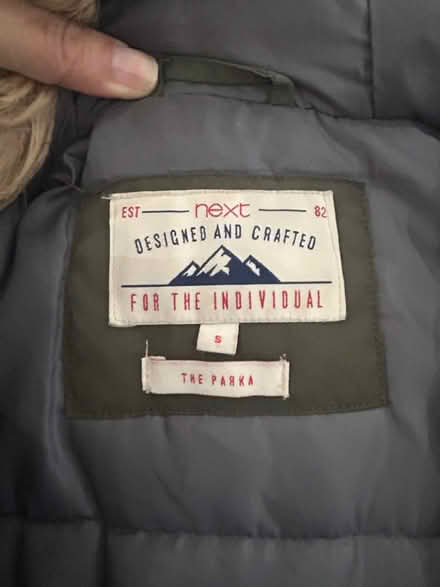 EST next 82
DESIGNED AND CRAFTED
FOR THE INDIVIDUAL
S
THE PARKA